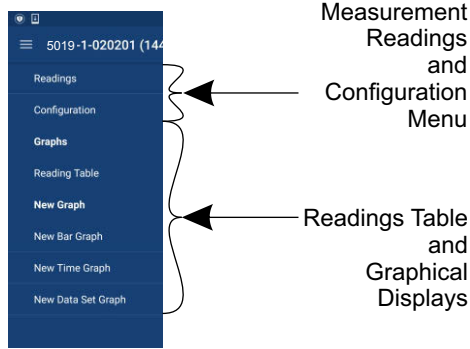 5019-1-020201 (144
Readings
Configuration
Graphs
Reading Table
New Graph
New Bar Graph
New Time Graph
New Data Set Graph
Measurement
Readings
and
Configuration
Menu
Readings Table
and
Graphical
Displays